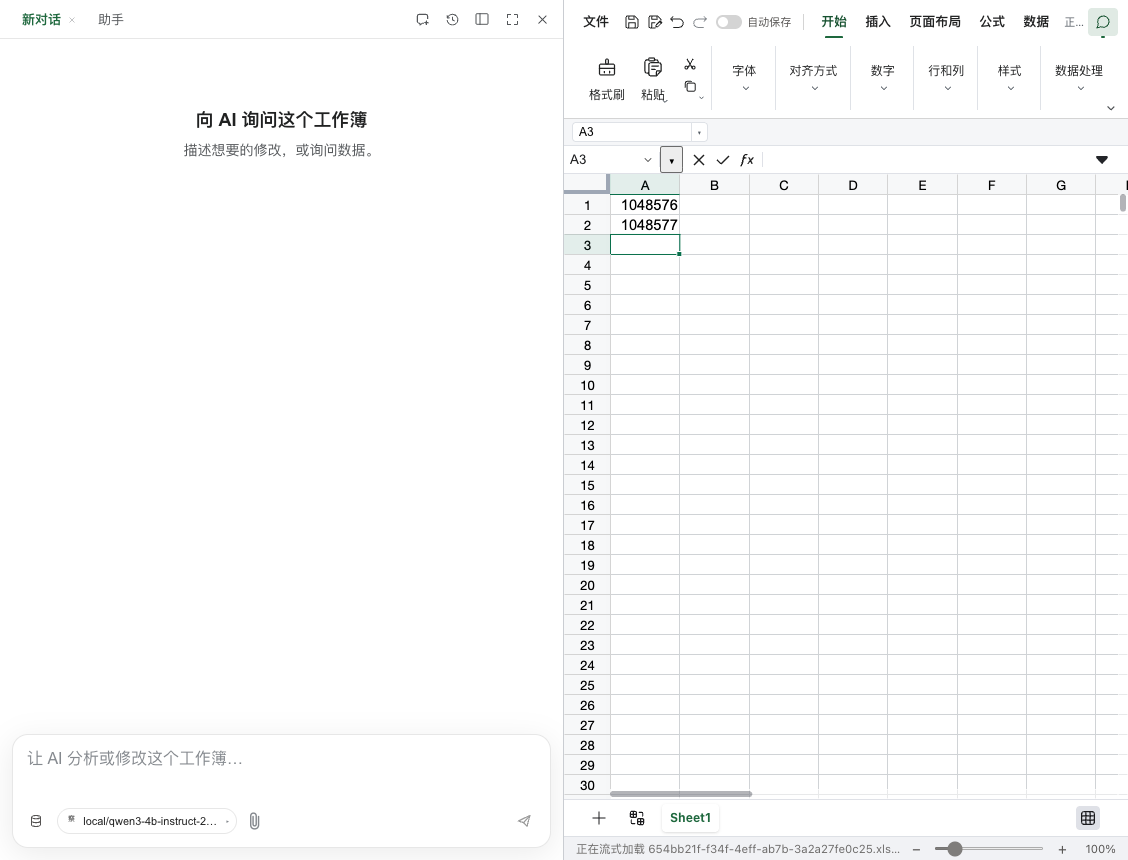 新对话 × 助手
向 AI 询问这个工作簿
描述想要的修改，或询问数据。
让 AI 分析或修改这个工作簿…
local/qwen3-4b-instruct-2…
文件 自动保存 开始 插入 页面布局 公式 数据 正…
格式刷 粘贴 字体 对齐方式 数字 行和列 样式 数据处理
A3
A3 fx
A B C D E F G
1 1048576
2 1048577
3
4
5
6
7
8
9
10
11
12
13
14
15
16
17
18
19
20
21
22
23
24
25
26
27
28
29
30
Sheet1
正在流式加载 654bb21f-f34f-4eff-ab7b-3a2a27fe0c25.xls… − + 100%